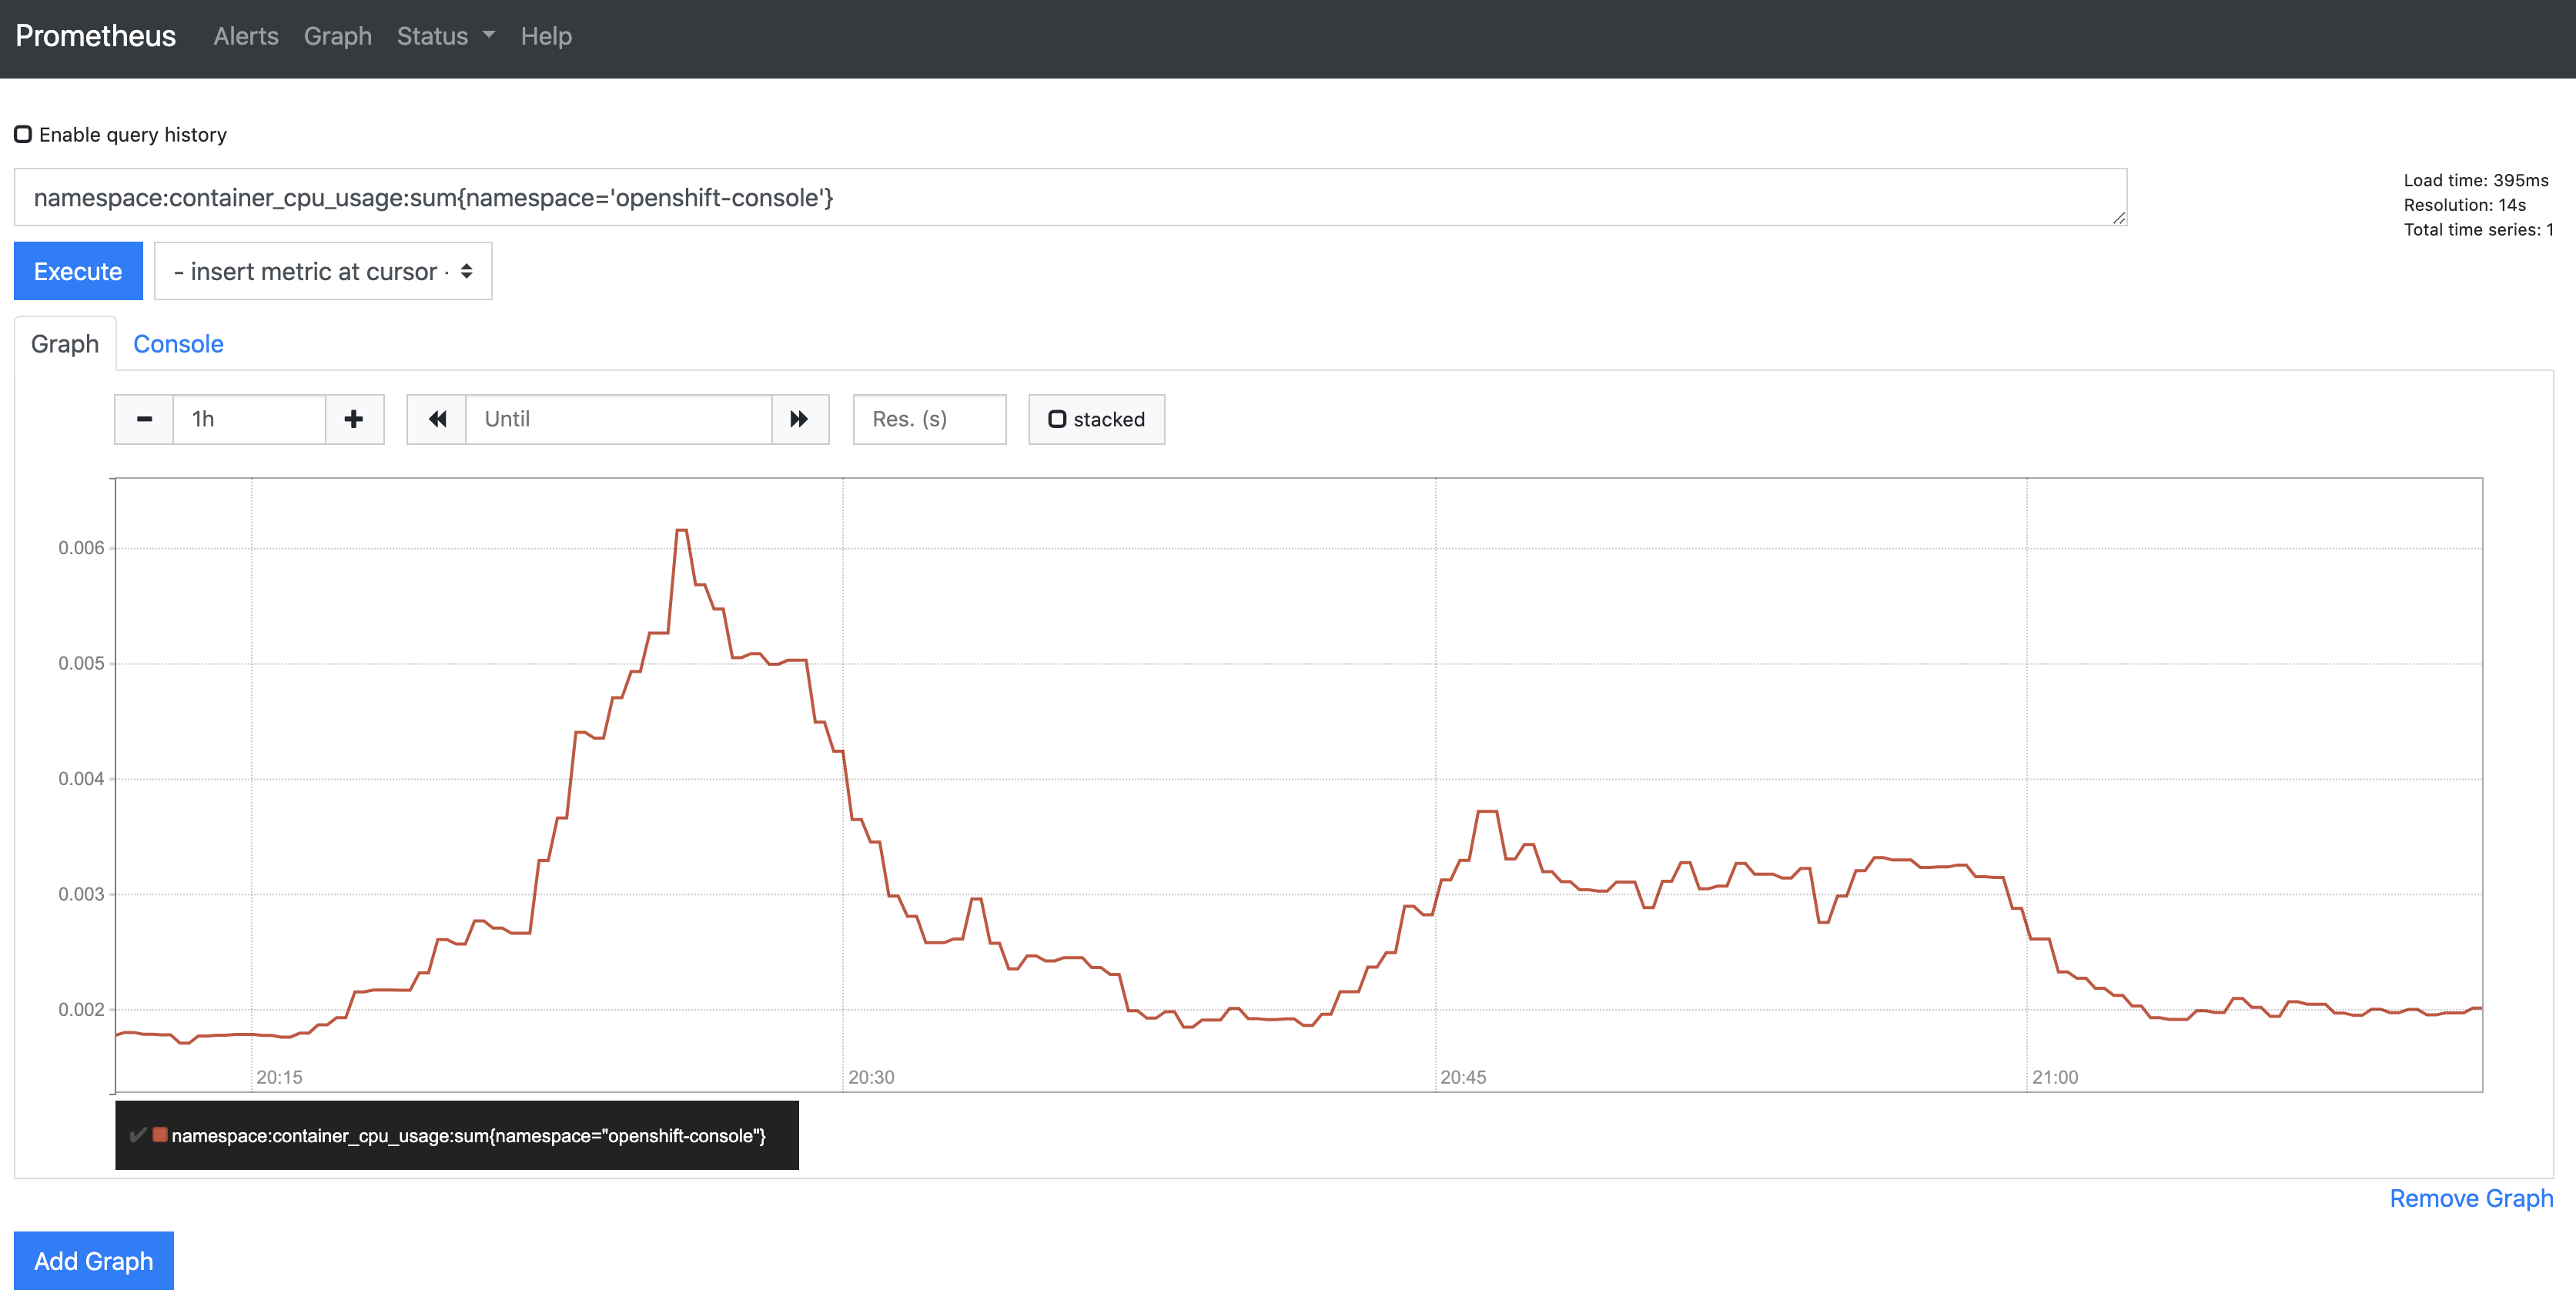 Prometheus Alerts Graph Status Help
Enable query history
namespace:container_cpu_usage:sum{namespace='openshift-console'}
Load time: 395ms
Resolution: 14s
Total time series: 1
Execute - insert metric at cursor -
Graph Console
1h Until Res. (s) stacked
0.006
0.005
0.004
0.003
0.002
20:15 20:30 20:45 21:00
namespace:container_cpu_usage:sum{namespace="openshift-console"}
Remove Graph
Add Graph